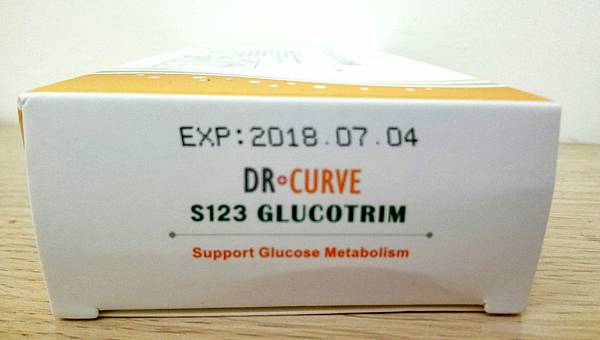 EXP:2018.07.04
DR CURVE
S123 GLUCOTRIM
Support Glucose Metabolism